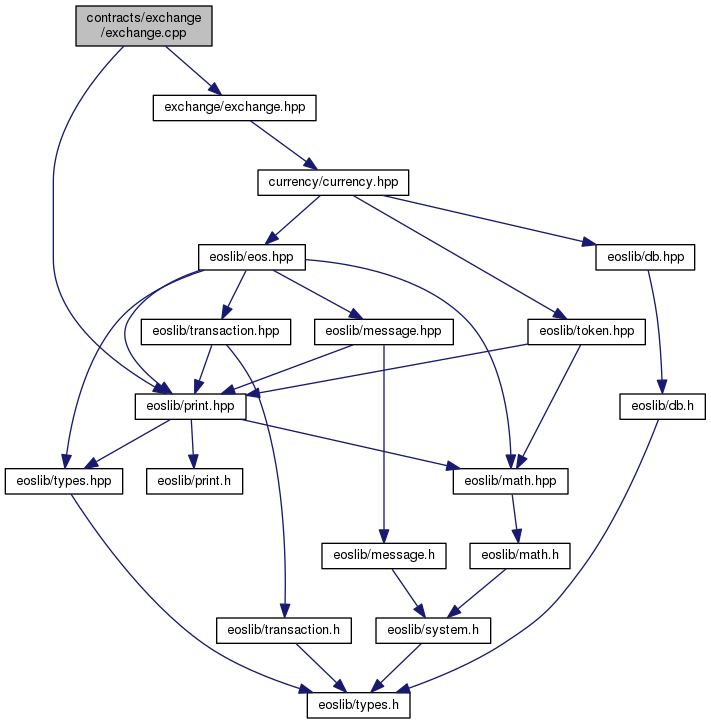 contracts/exchange
/exchange.cpp
exchange/exchange.hpp
currency/currency.hpp
eoslib/eos.hpp
eoslib/db.hpp
eoslib/transaction.hpp
eoslib/message.hpp
eoslib/token.hpp
eoslib/print.hpp
eoslib/db.h
eoslib/types.hpp
eoslib/print.h
eoslib/math.hpp
eoslib/message.h
eoslib/math.h
eoslib/transaction.h
eoslib/system.h
eoslib/types.h